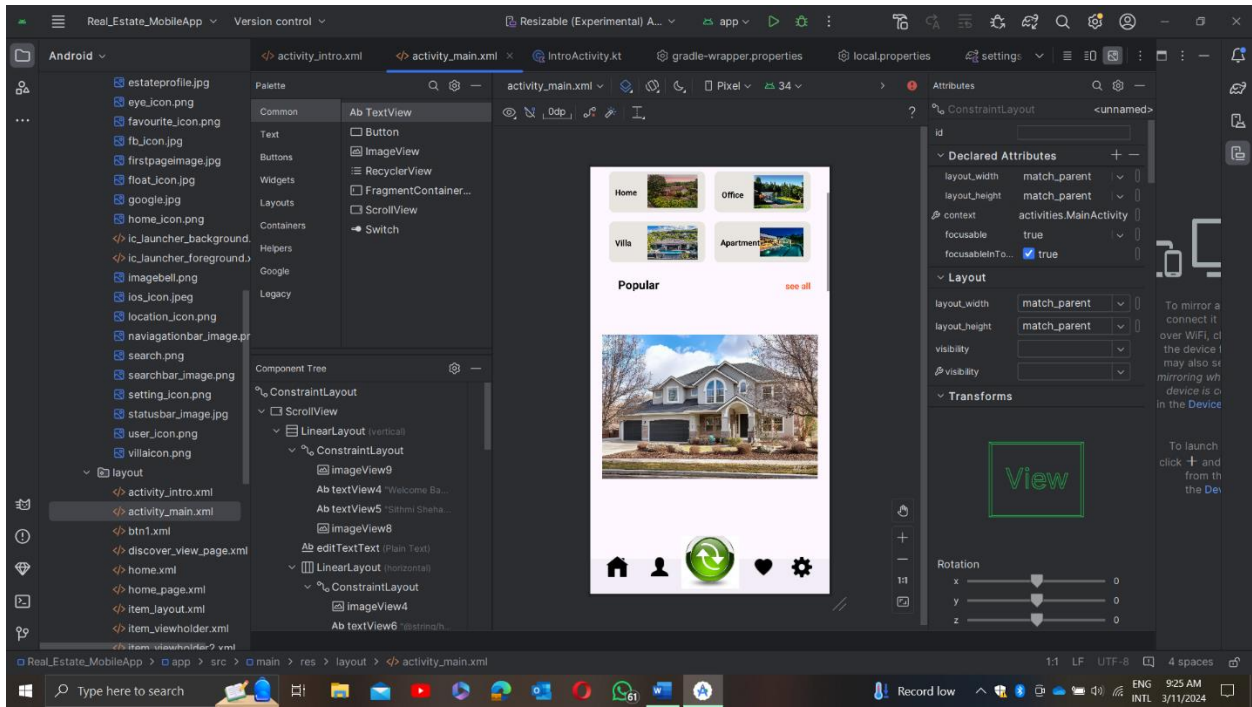 Real_Estate_MobileApp
Version control
Resizable (Experimental) A...
app
Android
activity_intro.xml
activity_main.xml
IntroActivity.kt
gradle-wrapper.properties
local.properties
settings
estateprofile.jpg
eye_icon.png
favourite_icon.png
fb_icon.jpg
firstpageimage.jpg
float_icon.jpg
google.jpg
home_icon.png
ic_launcher_background.
ic_launcher_foreground.x
imagebell.png
ios_icon.jpeg
location_icon.png
naviagationbar_image.pr
search.png
searchbar_image.png
setting_icon.png
statusbar_image.jpg
user_icon.png
villaicon.png
layout
activity_intro.xml
activity_main.xml
btn1.xml
discover_view_page.xml
home.xml
home_page.xml
item_layout.xml
item_viewholder.xml
item_viewholder2.xml
Palette
Common
Text
Buttons
Widgets
Layouts
Containers
Helpers
Google
Legacy
Ab TextView
Button
ImageView
RecyclerView
FragmentContainer...
ScrollView
Switch
Component Tree
ConstraintLayout
ScrollView
LinearLayout (vertical)
ConstraintLayout
imageView9
Ab textView4 "Welcome Ba...
Ab textView5 "Sithmi Sheha...
imageView8
Ab editTextText (Plain Text)
LinearLayout (horizontal)
ConstraintLayout
imageView4
Ab textView6 "@string/h...
activity_main.xml
Pixel
34
0dp
?
Home
Office
Villa
Apartment
Popular
see all
1:1
Attributes
ConstraintLayout
<unnamed>
id
Declared Attributes
layout_width match_parent
layout_height match_parent
context activities.MainActivity
focusable true
focusableInTo... true
Layout
layout_width match_parent
layout_height match_parent
visibility
visibility
Transforms
View
Rotation
x 0
y 0
z 0
To mirror a
connect it
over WiFi, cl
the device f
may also se
mirroring wh
device is co
in the Device
To launch
click + and
from th
the Dev
Real_Estate_MobileApp > app > src > main > res > layout > activity_main.xml
1:1 LF UTF-8 4 spaces
Type here to search
61
Record low
ENG
INTL
9:25 AM
3/11/2024